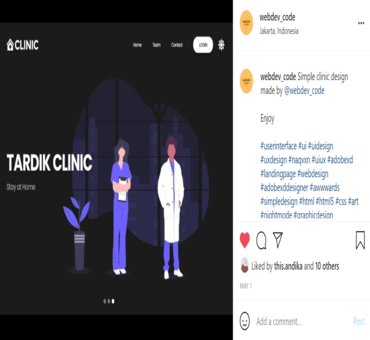 CLINIC
Home Team Contact LOGIN
TARDIK CLINIC
Stay at Home
webdev_code
Jakarta, Indonesia
webdev_code Simple clinic design
made by @webdev_code
Enjoy
#userinterface #ui #uidesign
#uxdesign #naqvxn #uiux #adobexd
#landingpage #webdesign
#adobexddesigner #awwwards
#simpledesign #html #html5 #css #art
#nightmode #graphicdesign
Liked by this.andika and 10 others
MAY 1
Add a comment... Post